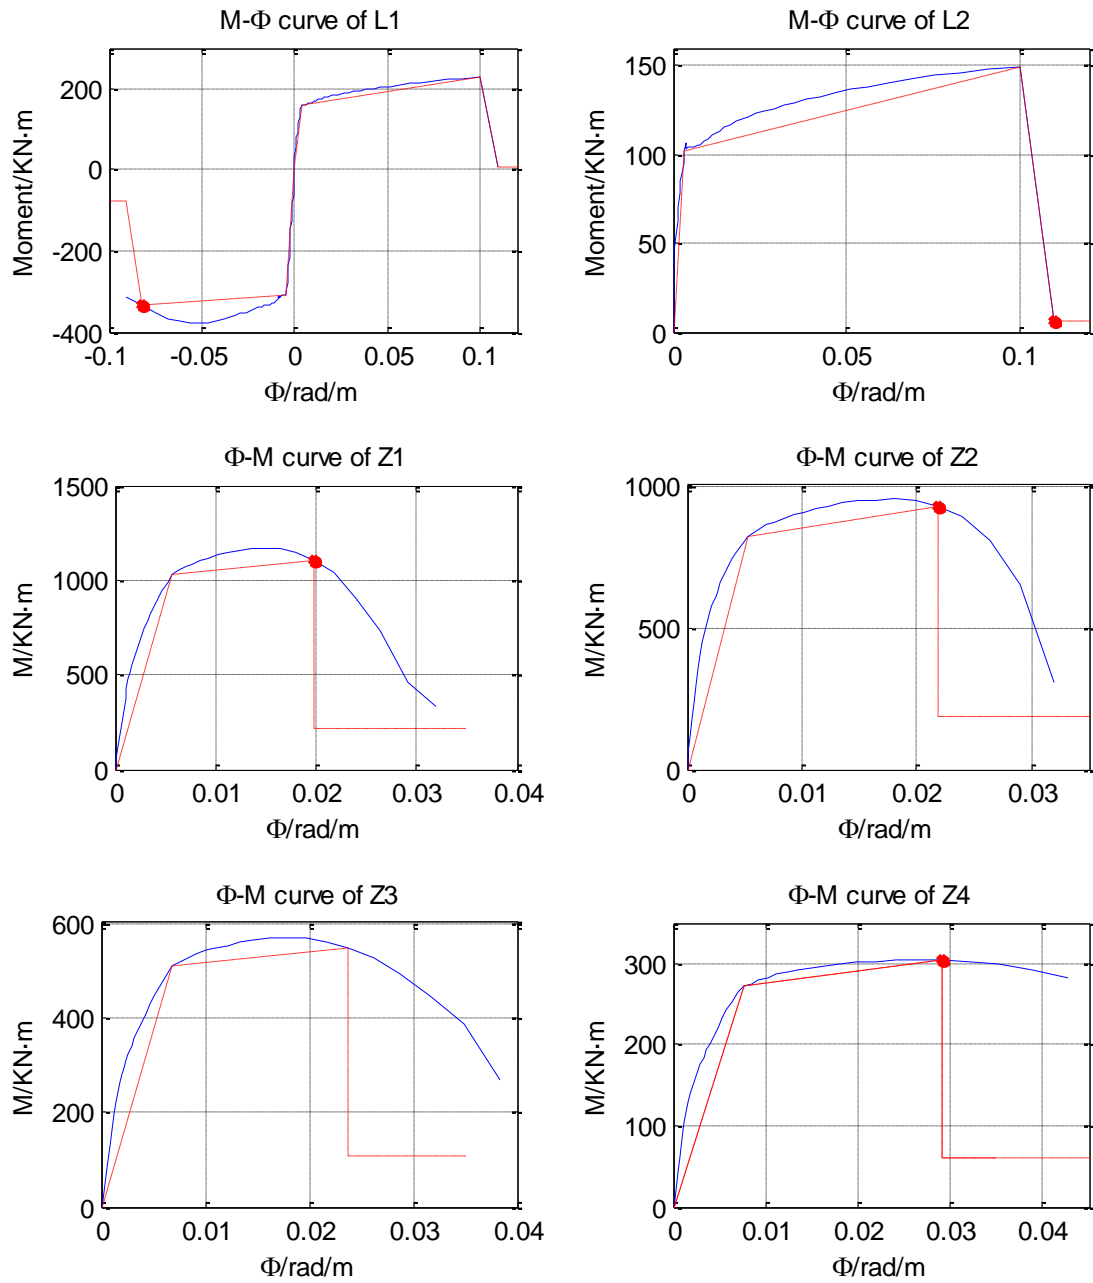 M-Φ curve of L1
Moment/KN·m
200
0
-200
-400
-0.1 -0.05 0 0.05 0.1
Φ/rad/m
M-Φ curve of L2
Moment/KN·m
150
100
50
0
0 0.05 0.1
Φ/rad/m
Φ-M curve of Z1
M/KN·m
1500
1000
500
0
0 0.01 0.02 0.03 0.04
Φ/rad/m
Φ-M curve of Z2
M/KN·m
1000
500
0
0 0.01 0.02 0.03
Φ/rad/m
Φ-M curve of Z3
M/KN·m
600
400
200
0
0 0.01 0.02 0.03 0.04
Φ/rad/m
Φ-M curve of Z4
M/KN·m
300
200
100
0
0 0.01 0.02 0.03 0.04
Φ/rad/m